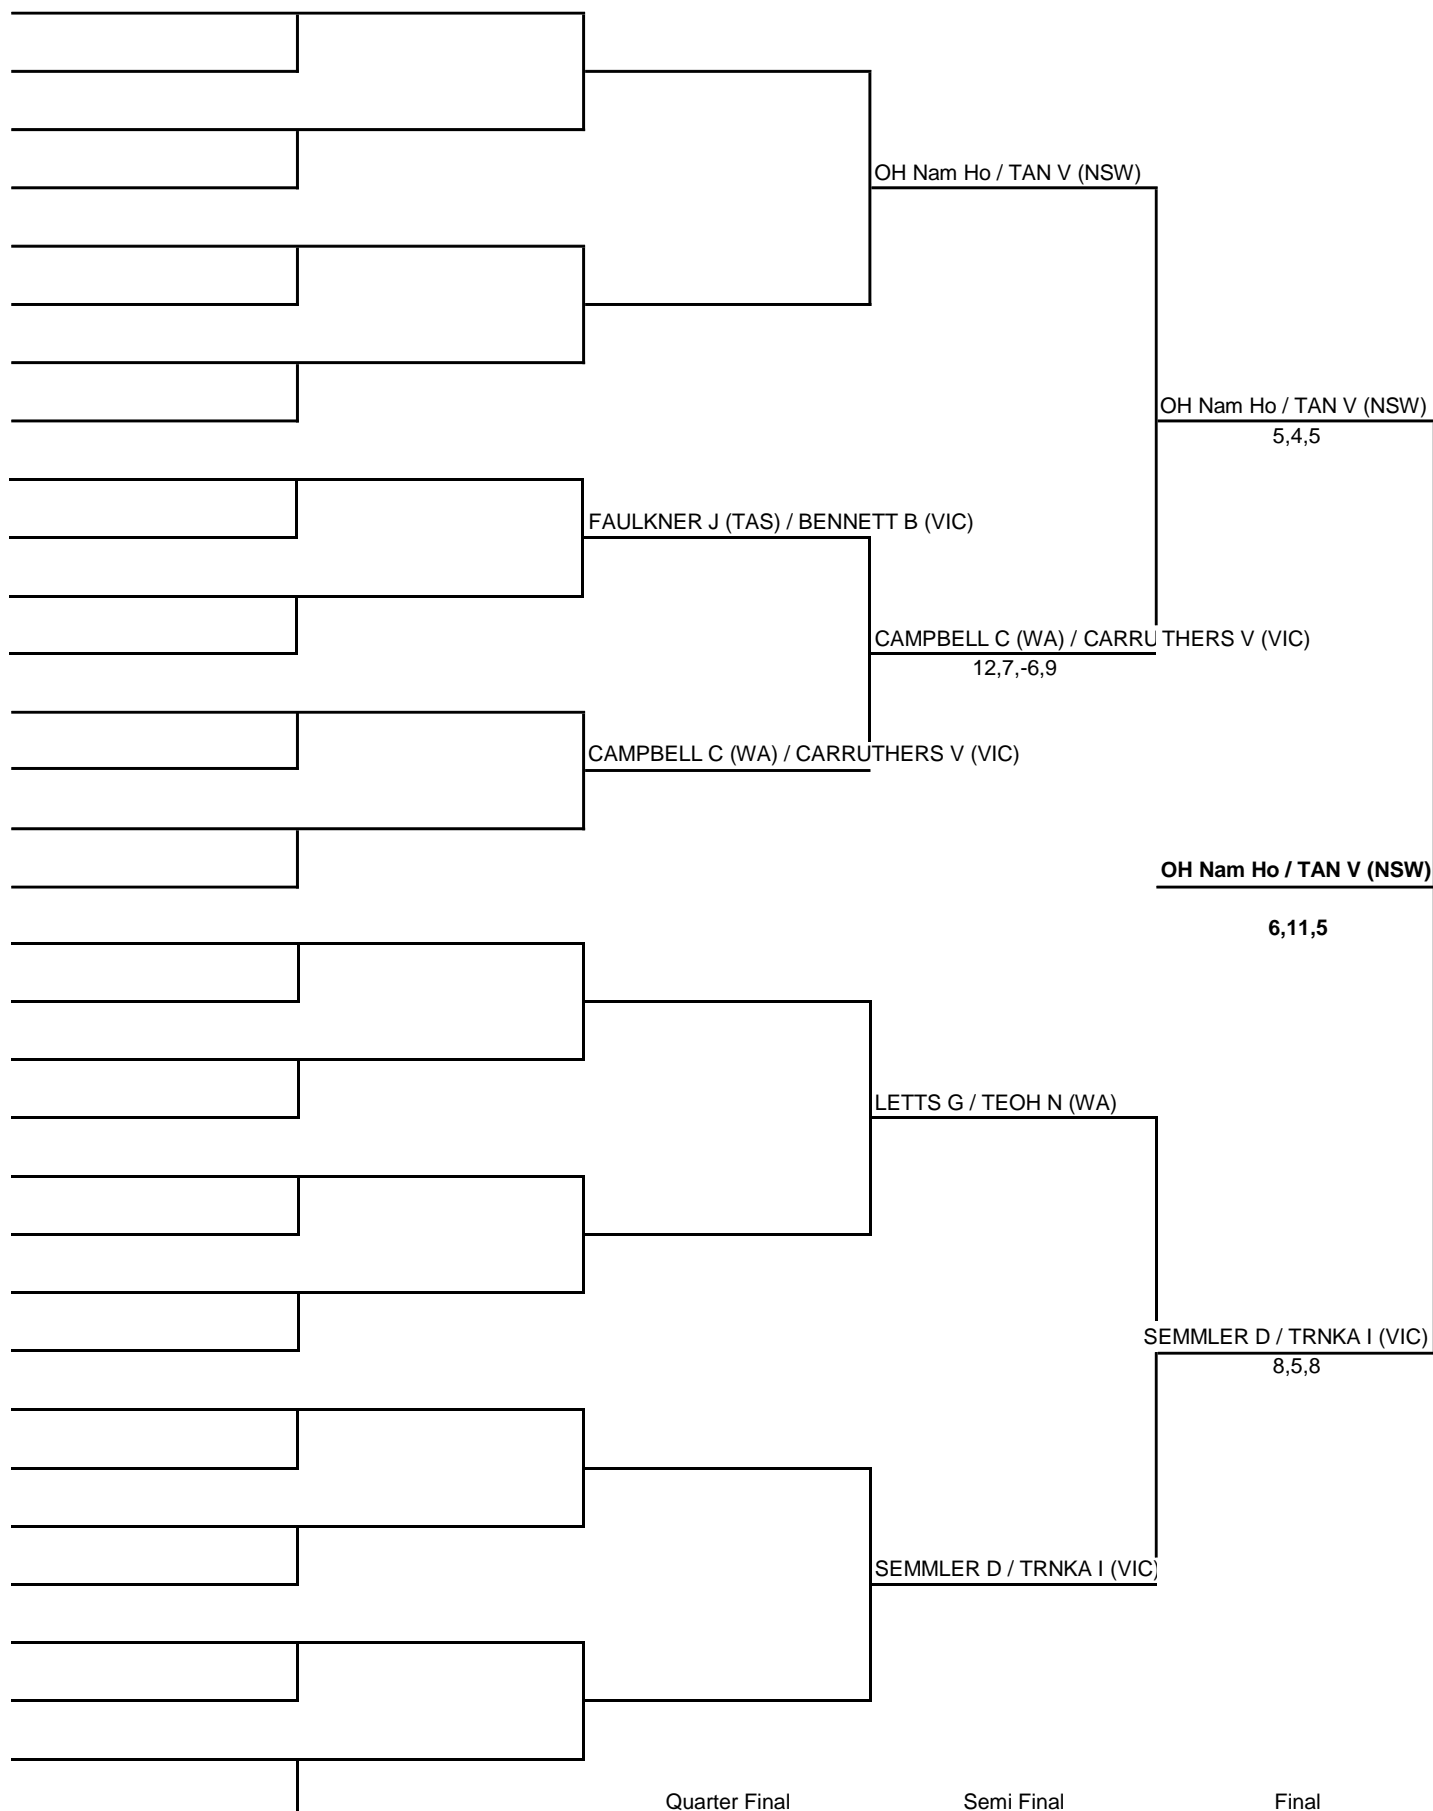 OH Nam Ho / TAN V (NSW)
OH Nam Ho / TAN V (NSW)
5,4,5
FAULKNER J (TAS) / BENNETT B (VIC)
CAMPBELL C (WA) / CARRUTHERS V (VIC)
12,7,-6,9
CAMPBELL C (WA) / CARRUTHERS V (VIC)
OH Nam Ho / TAN V (NSW)
6,11,5
LETTS G / TEOH N (WA)
SEMMLER D / TRNKA I (VIC)
8,5,8
SEMMLER D / TRNKA I (VIC)
Quarter Final Semi Final Final